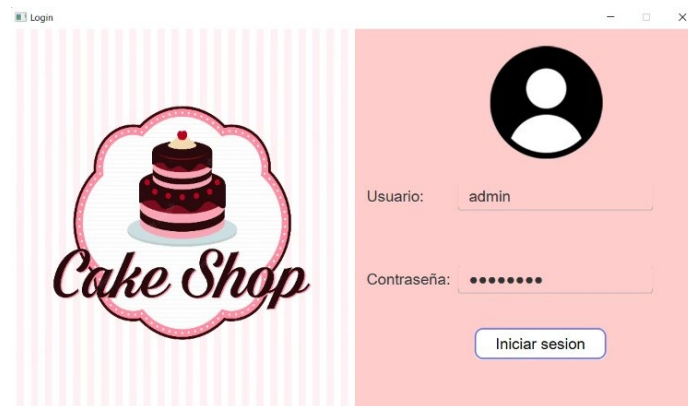 Login
Cake Shop
Usuario: admin
Contraseña: ●●●●●●●●
Iniciar sesion